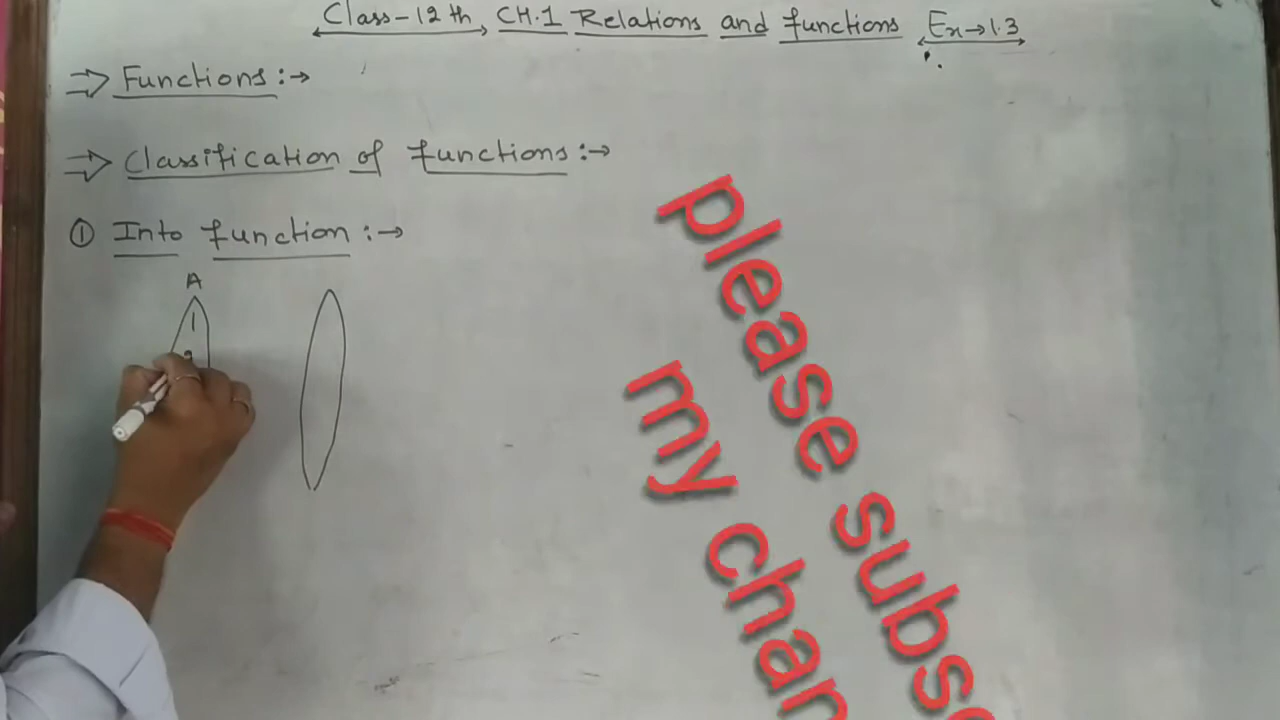 Class-12th CH.1 Relations and functions Ex→1.3
⇒ Functions:→
⇒ Classification of functions:→
① Into function:→
A
1
2
please subsc
my chan